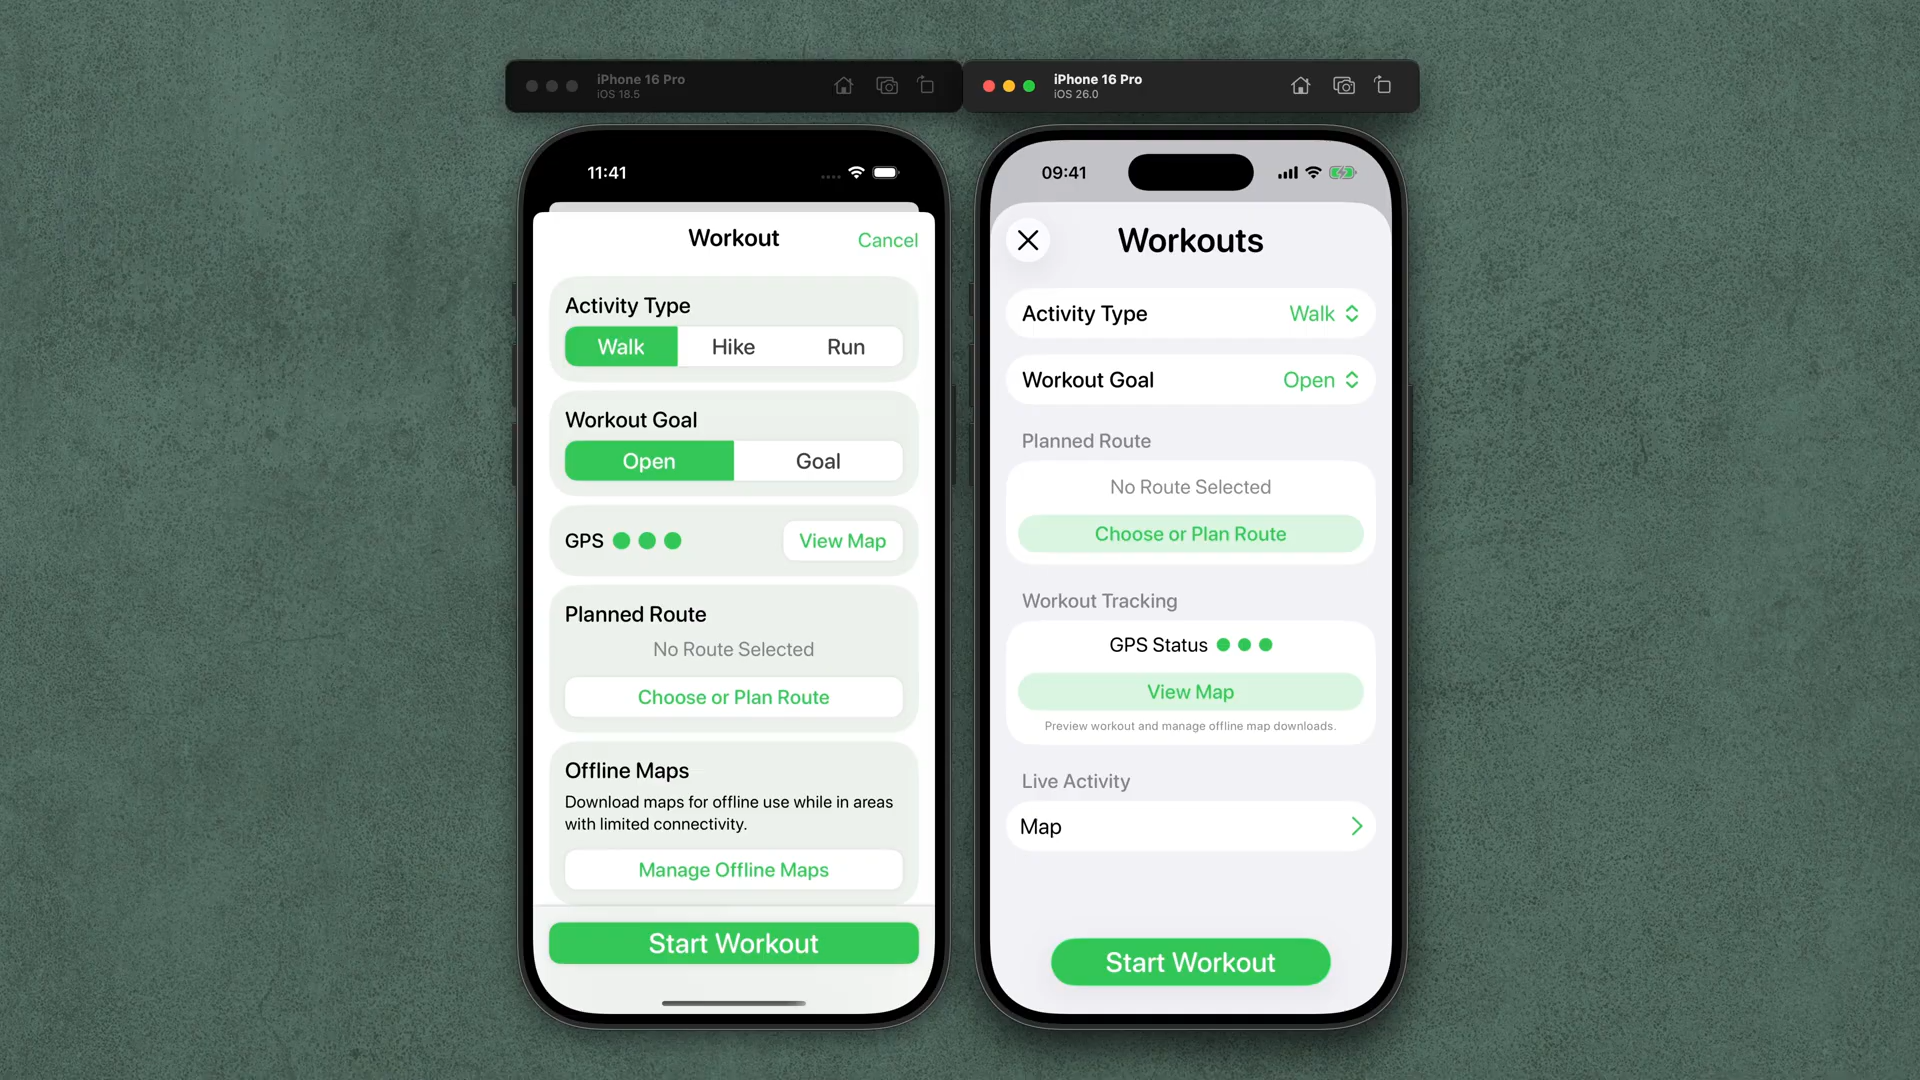 iPhone 16 Pro
iOS 18.5
11:41
Workout
Cancel
Activity Type
Walk
Hike
Run
Workout Goal
Open
Goal
GPS
View Map
Planned Route
No Route Selected
Choose or Plan Route
Offline Maps
Download maps for offline use while in areas
with limited connectivity.
Manage Offline Maps
Start Workout
iPhone 16 Pro
iOS 26.0
09:41
Workouts
Activity Type
Walk
Workout Goal
Open
Planned Route
No Route Selected
Choose or Plan Route
Workout Tracking
GPS Status
View Map
Preview workout and manage offline map downloads.
Live Activity
Map
Start Workout